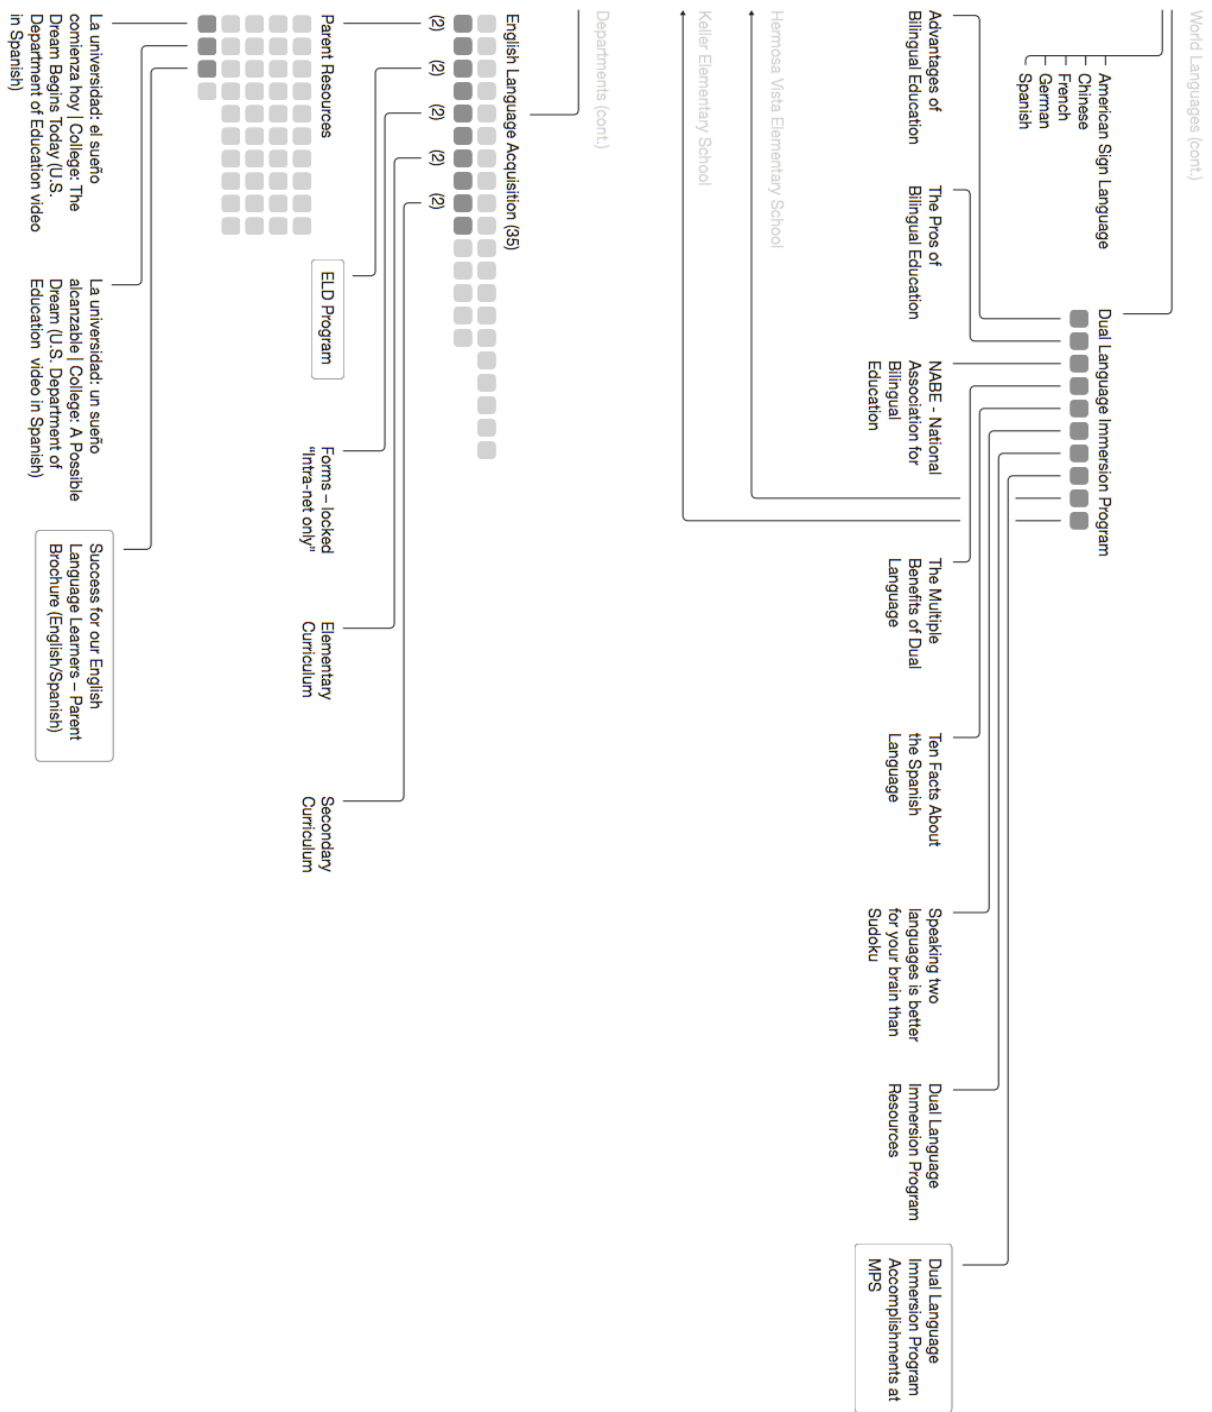 World Languages (cont.)
American Sign Language
Chinese
French
German
Spanish
Dual Language Immersion Program
Advantages of
Bilingual Education
The Pros of
Bilingual Education
NABE - National
Association for
Bilingual
Education
The Multiple
Benefits of Dual
Language
Ten Facts About
the Spanish
Language
Speaking two
languages is better
for your brain than
Sudoku
Dual Language
Immersion Program
Resources
Dual Language
Immersion Program
Accomplishments at
MPS
Hermosa Vista Elementary School
Keller Elementary School
Departments (cont.)
English Language Acquisition (35)
(2)
(2)
(2)
(2)
(2)
Parent Resources
ELD Program
Forms – locked
"Intra-net only"
Elementary
Curriculum
Secondary
Curriculum
La universidad: el sueño
comienza hoy | College: The
Dream Begins Today (U.S.
Department of Education video
in Spanish)
La universidad: un sueño
alcanzable | College: A Possible
Dream (U.S. Department of
Education video in Spanish)
Success for our English
Language Learners – Parent
Brochure (English/Spanish)